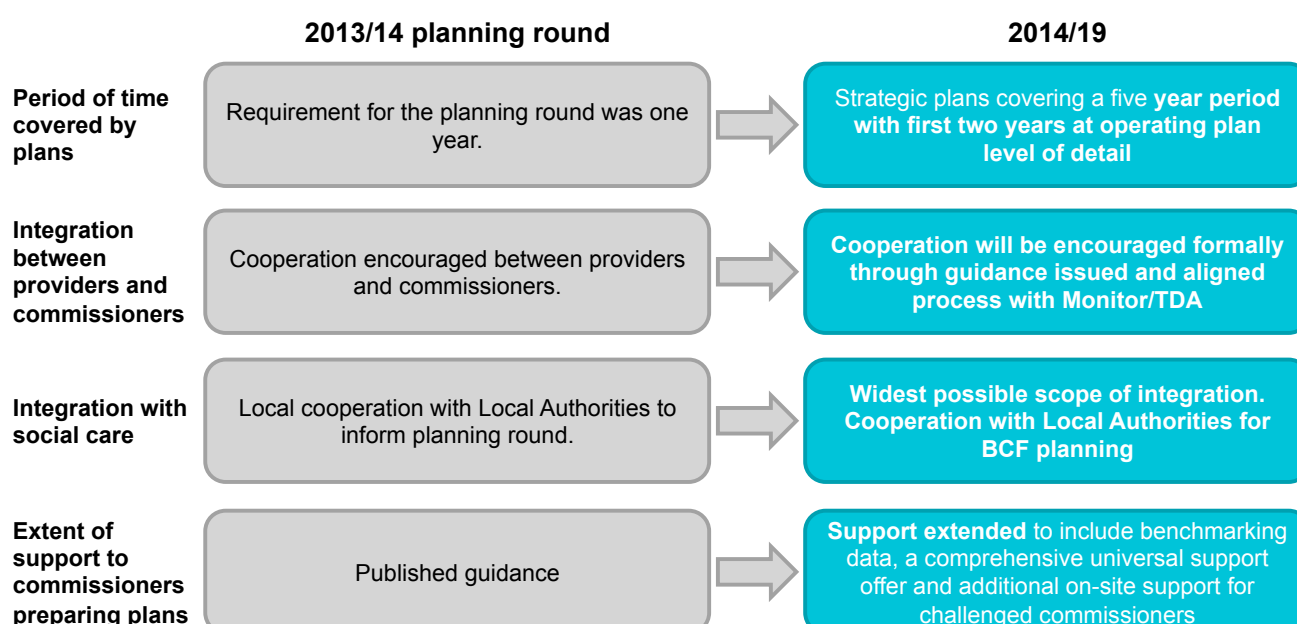 2013/14 planning round
2014/19
Period of time
covered by
plans
Requirement for the planning round was one
year.
Strategic plans covering a five year period
with first two years at operating plan
level of detail
Integration
between
providers and
commissioners
Cooperation encouraged between providers
and commissioners.
Cooperation will be encouraged formally
through guidance issued and aligned
process with Monitor/TDA
Integration with
social care
Local cooperation with Local Authorities to
inform planning round.
Widest possible scope of integration.
Cooperation with Local Authorities for
BCF planning
Extent of
support to
commissioners
preparing plans
Published guidance
Support extended to include benchmarking
data, a comprehensive universal support
offer and additional on-site support for
challenged commissioners